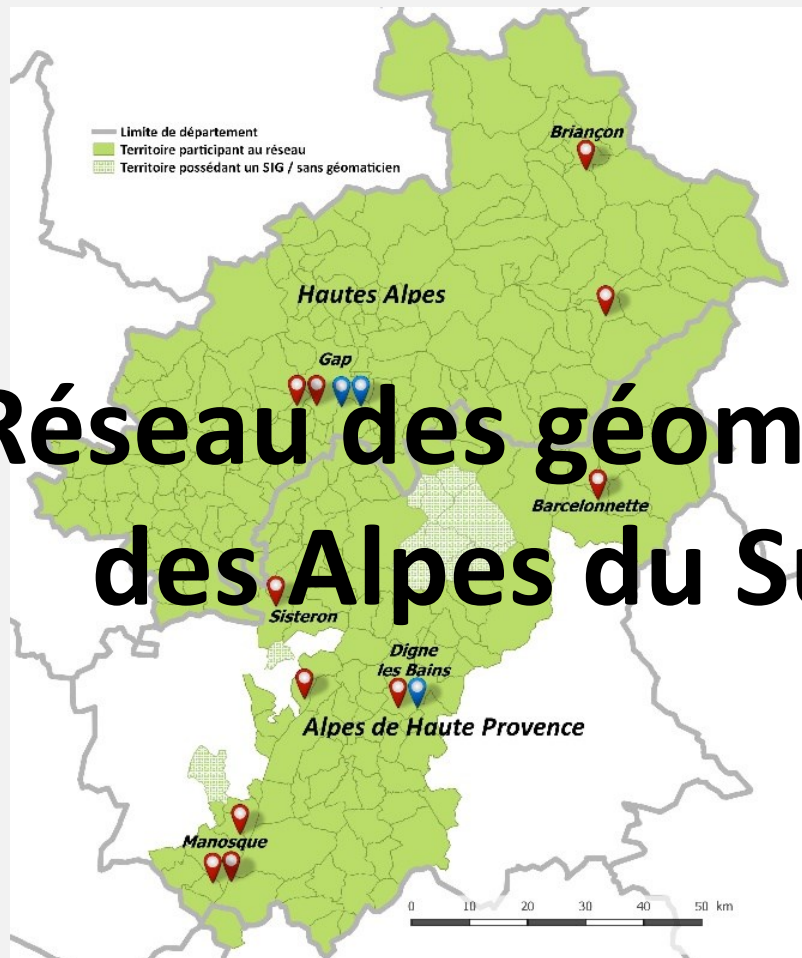 Limite de département
Territoire participant au réseau
Territoire possédant un SIG / sans géomaticien
Briançon
Hautes Alpes
Gap
Réseau des géom
Barcelonnette
des Alpes du Su
Sisteron
Digne
les Bains
Alpes de Haute Provence
Manosque
0 10 20 30 40 50 km